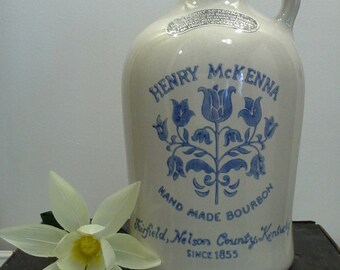 HENRY McKENNA
HAND MADE BOURBON
Fairfield, Nelson County, Kentucky
SINCE 1855